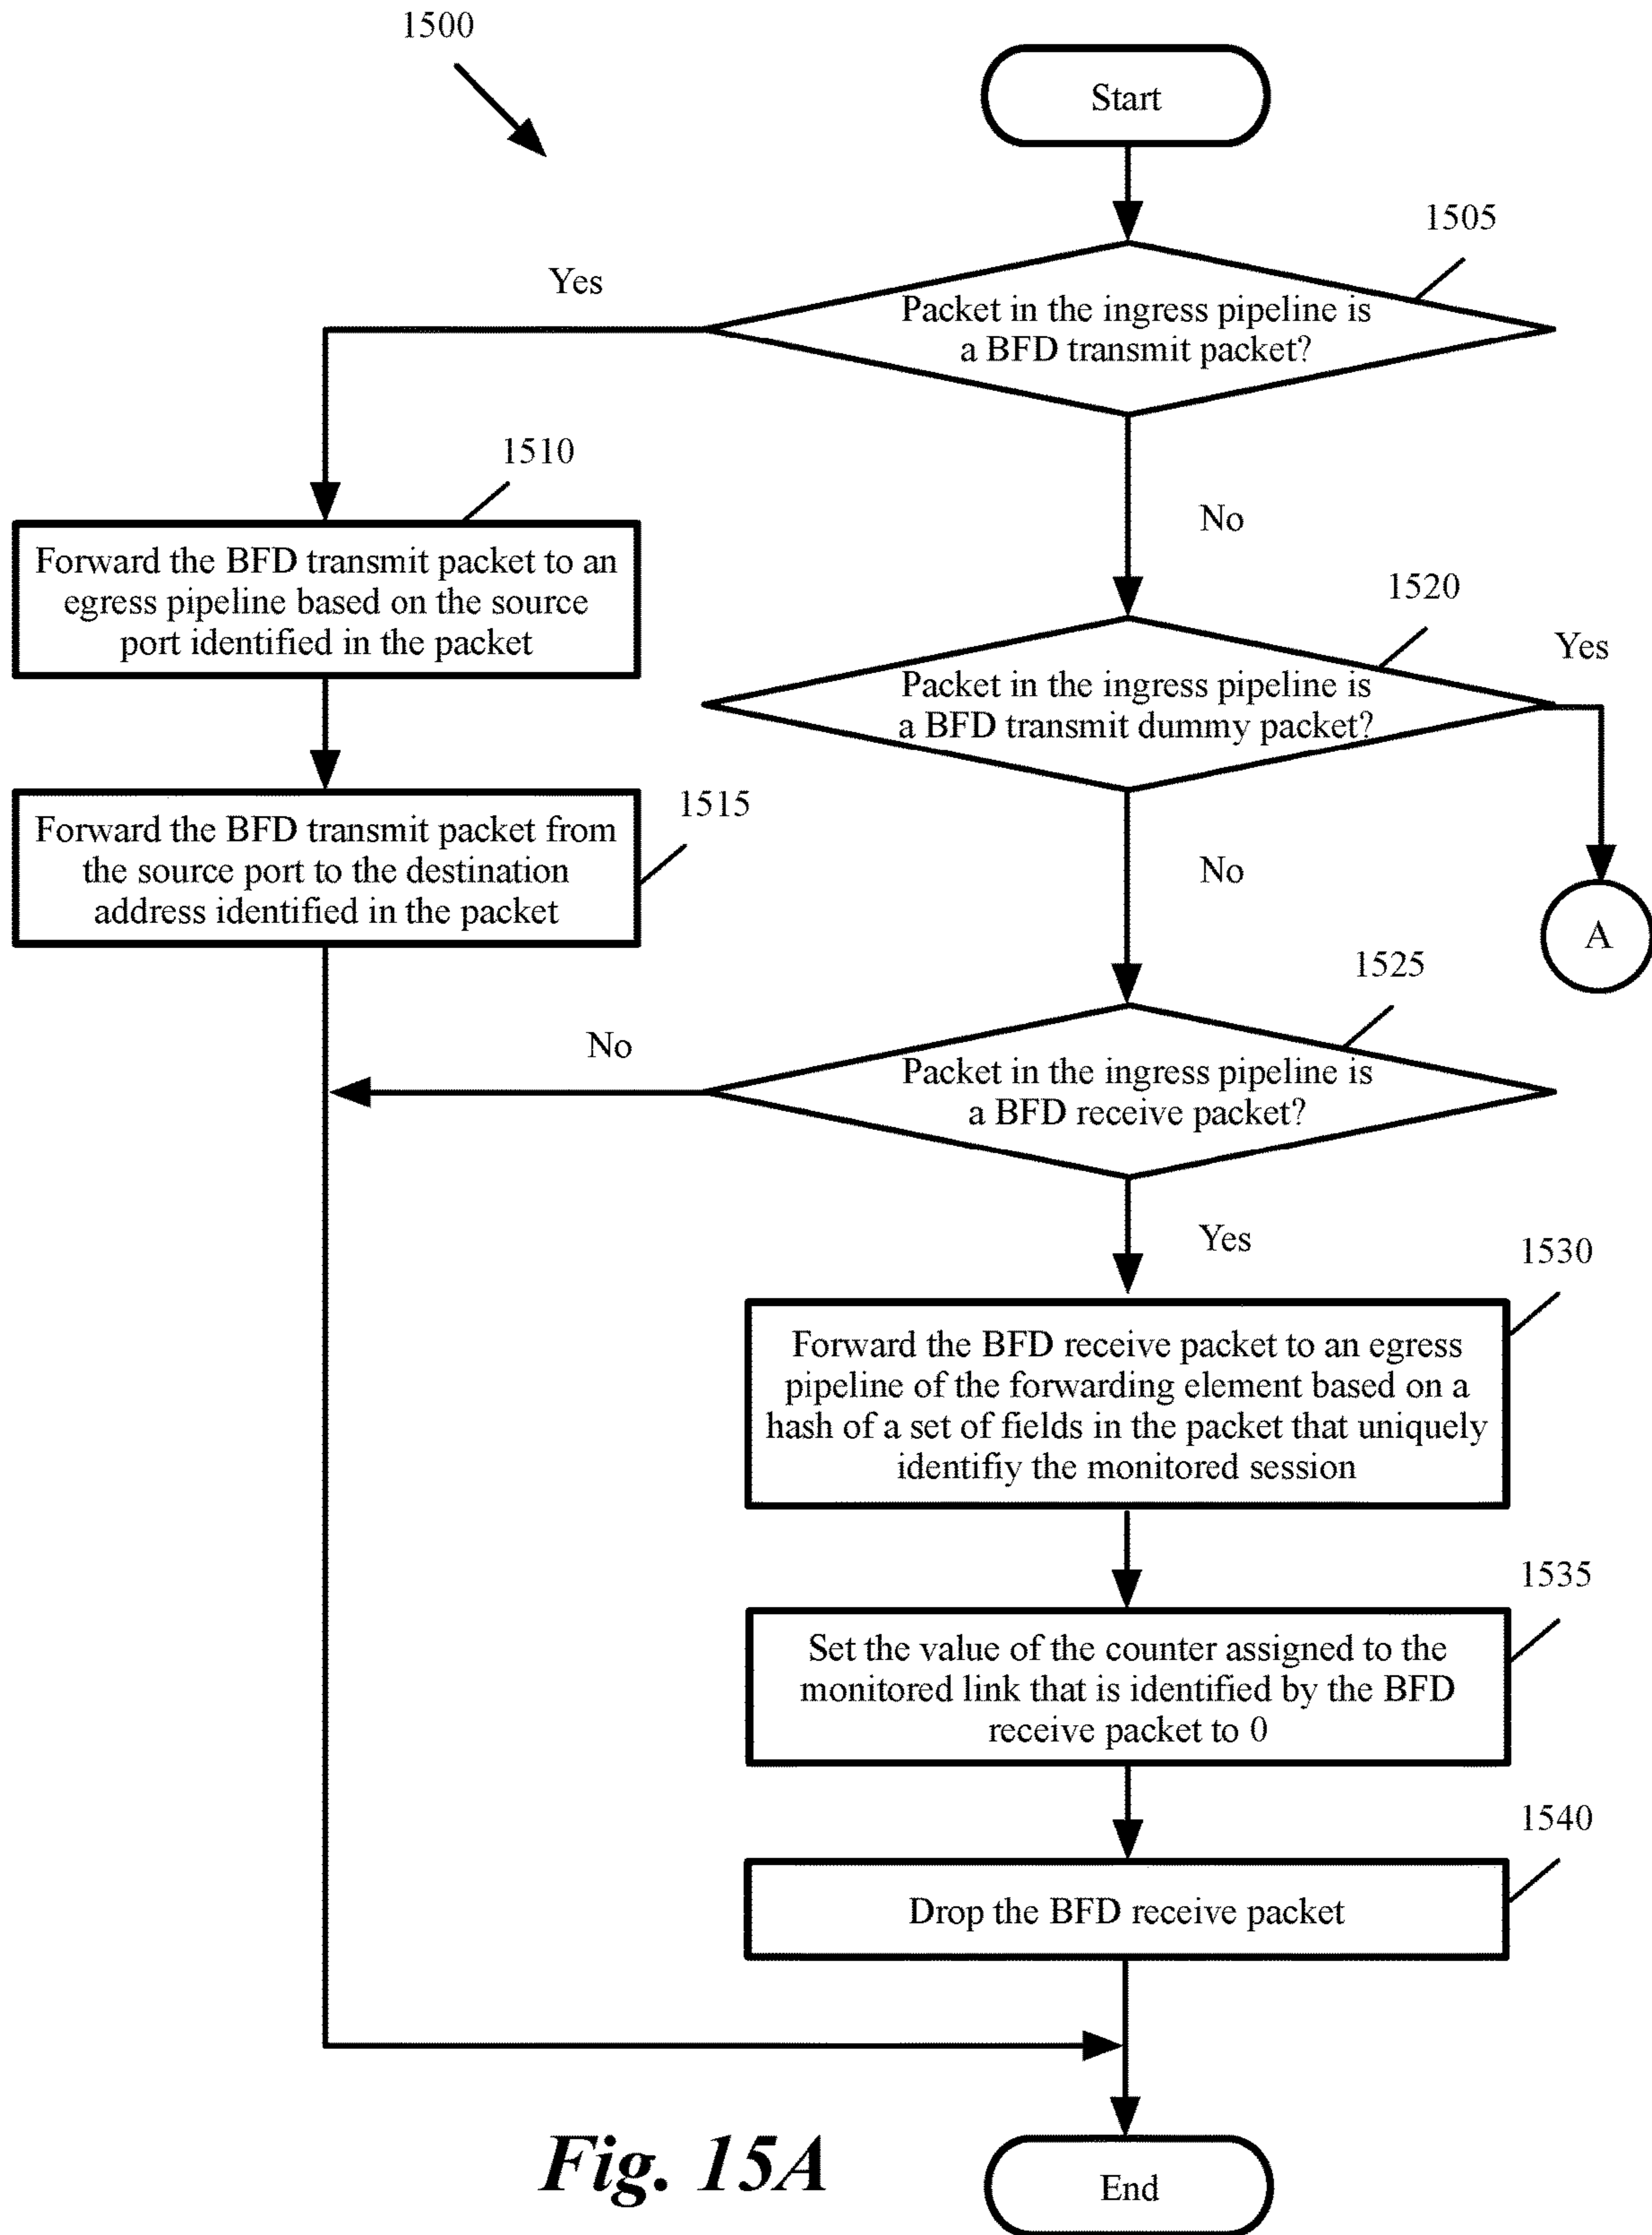 1500
Start
1505
Yes
Packet in the ingress pipeline is
a BFD transmit packet?
1510
No
Forward the BFD transmit packet to an
egress pipeline based on the source
port identified in the packet
1520
Yes
Packet in the ingress pipeline is
a BFD transmit dummy packet?
1515
Forward the BFD transmit packet from
the source port to the destination
address identified in the packet
No
A
1525
No
Packet in the ingress pipeline is
a BFD receive packet?
Yes
1530
Forward the BFD receive packet to an egress
pipeline of the forwarding element based on a
hash of a set of fields in the packet that uniquely
identifiy the monitored session
1535
Set the value of the counter assigned to the
monitored link that is identified by the BFD
receive packet to 0
1540
Drop the BFD receive packet
Fig. 15A
End